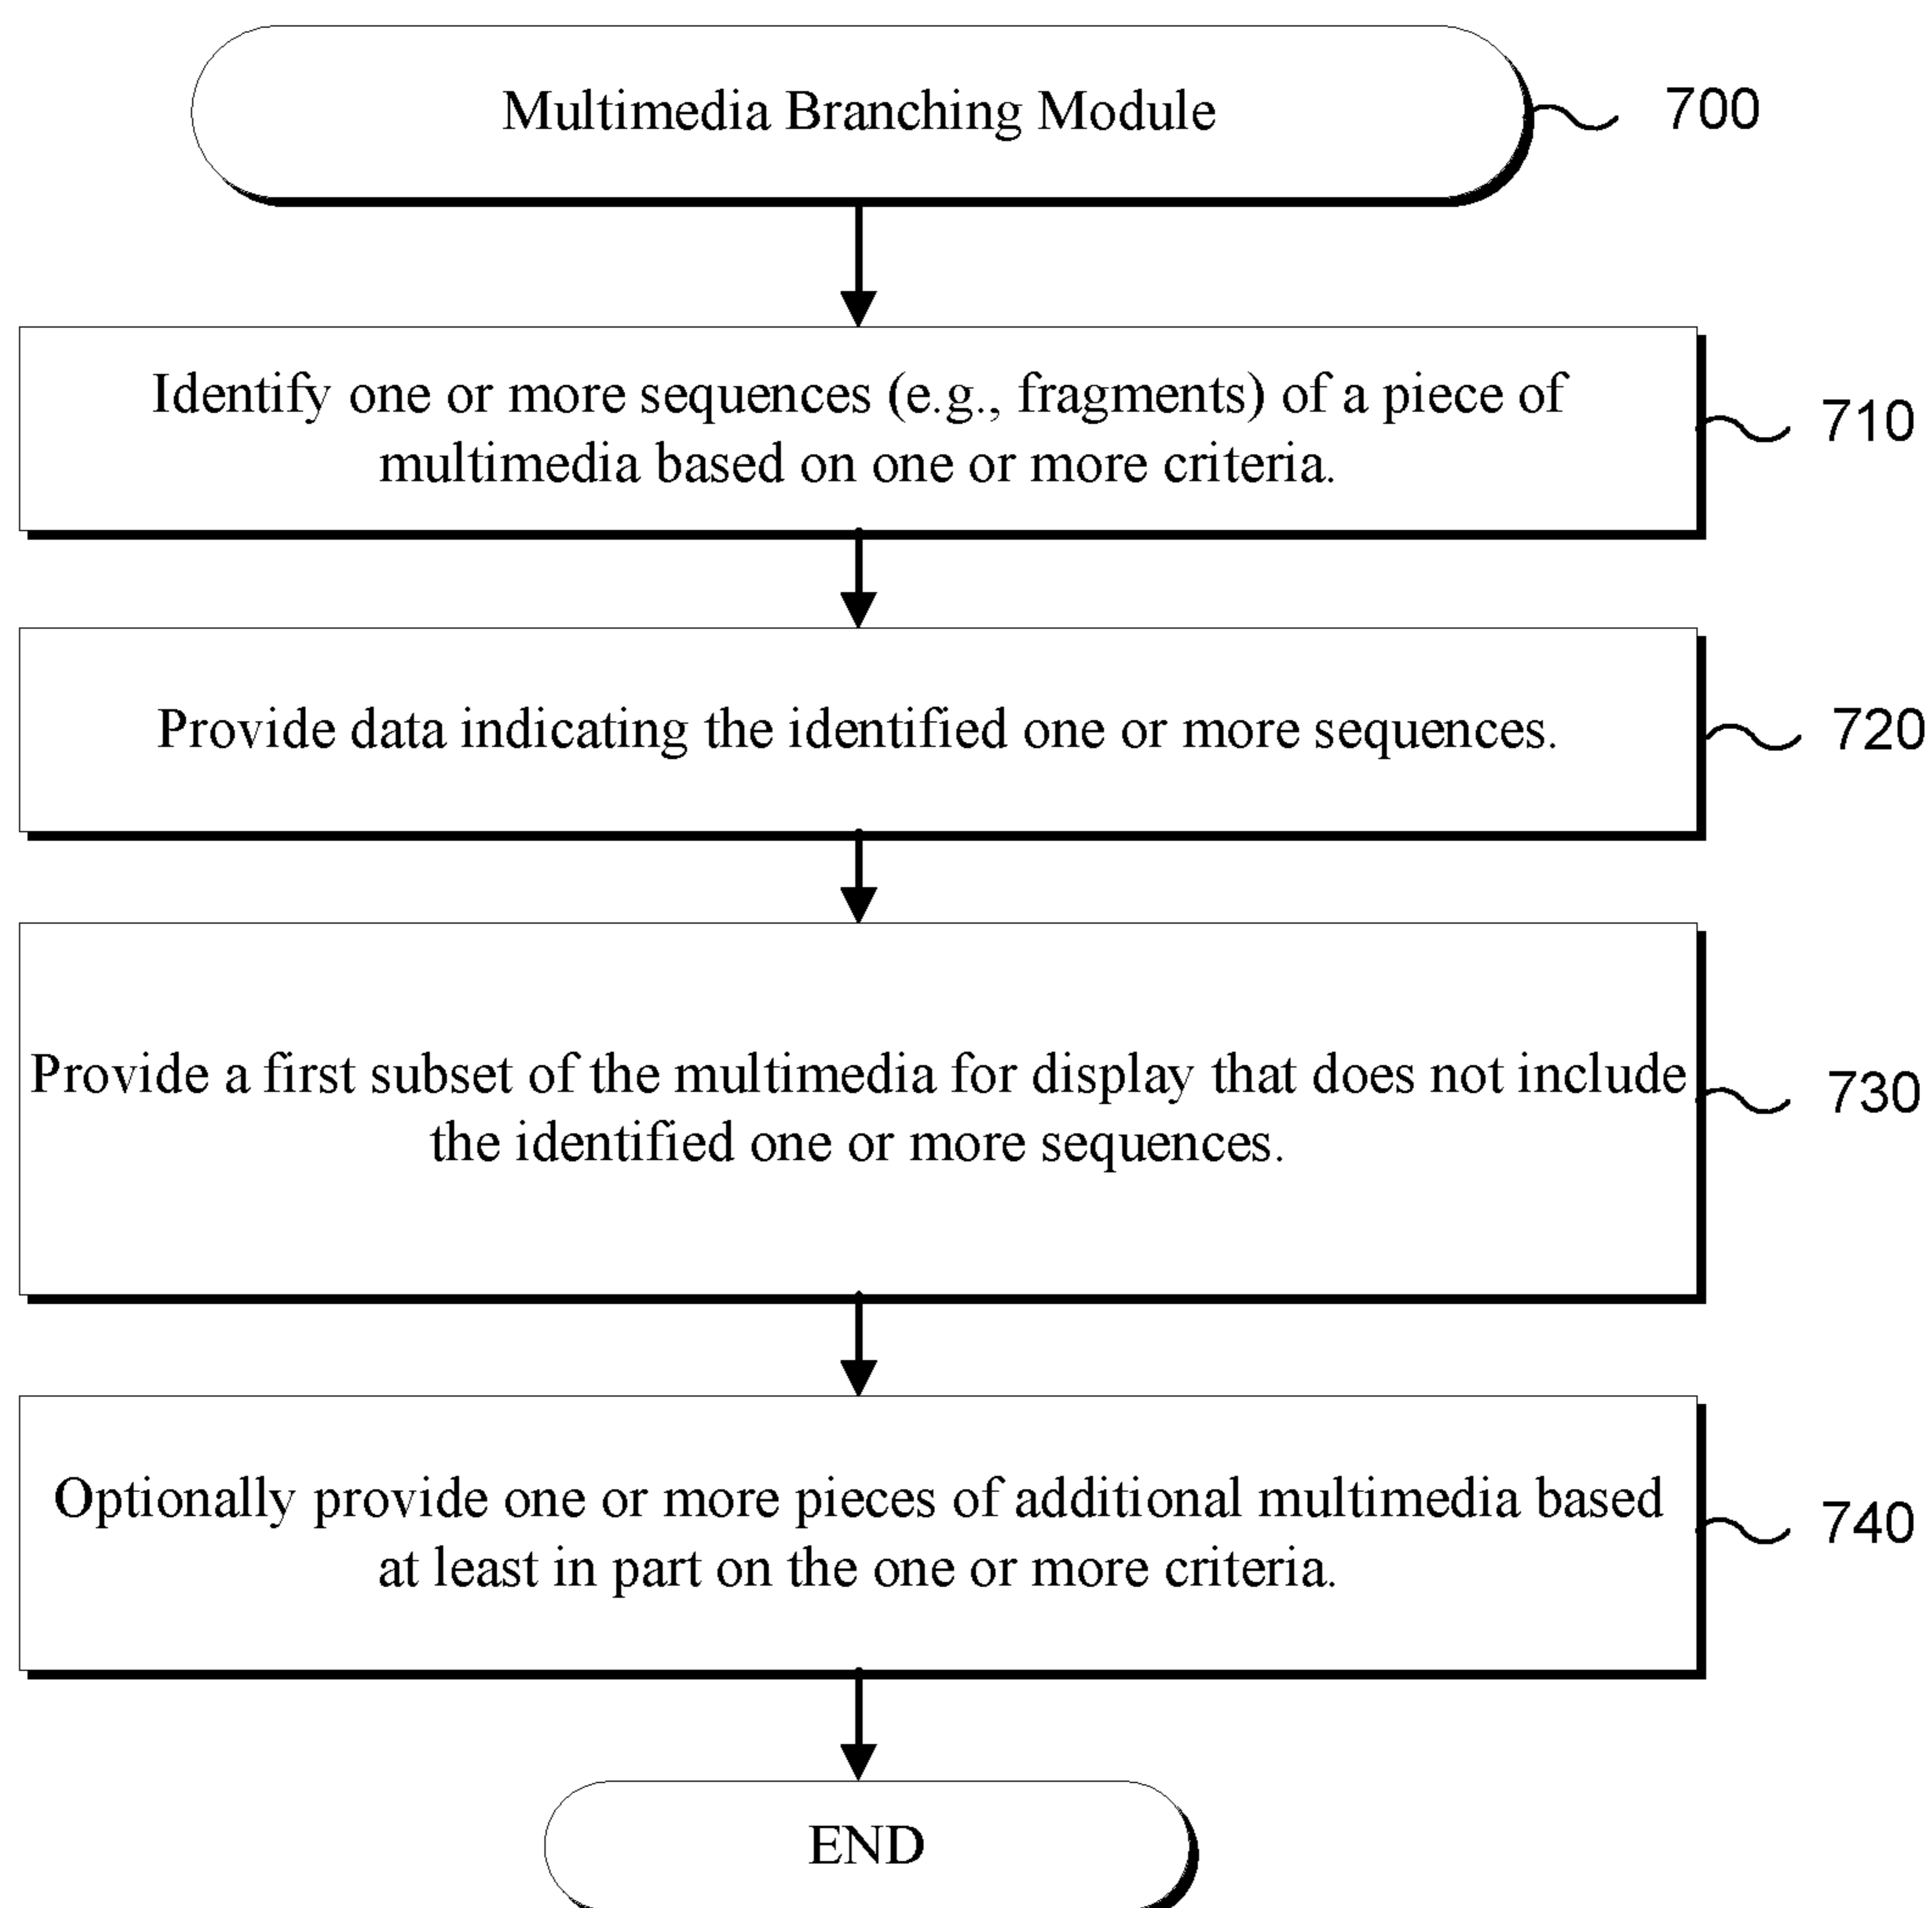 Multimedia Branching Module
700
Identify one or more sequences (e.g., fragments) of a piece of
multimedia based on one or more criteria.
710
Provide data indicating the identified one or more sequences.
720
Provide a first subset of the multimedia for display that does not include
the identified one or more sequences.
730
Optionally provide one or more pieces of additional multimedia based
at least in part on the one or more criteria.
740
END